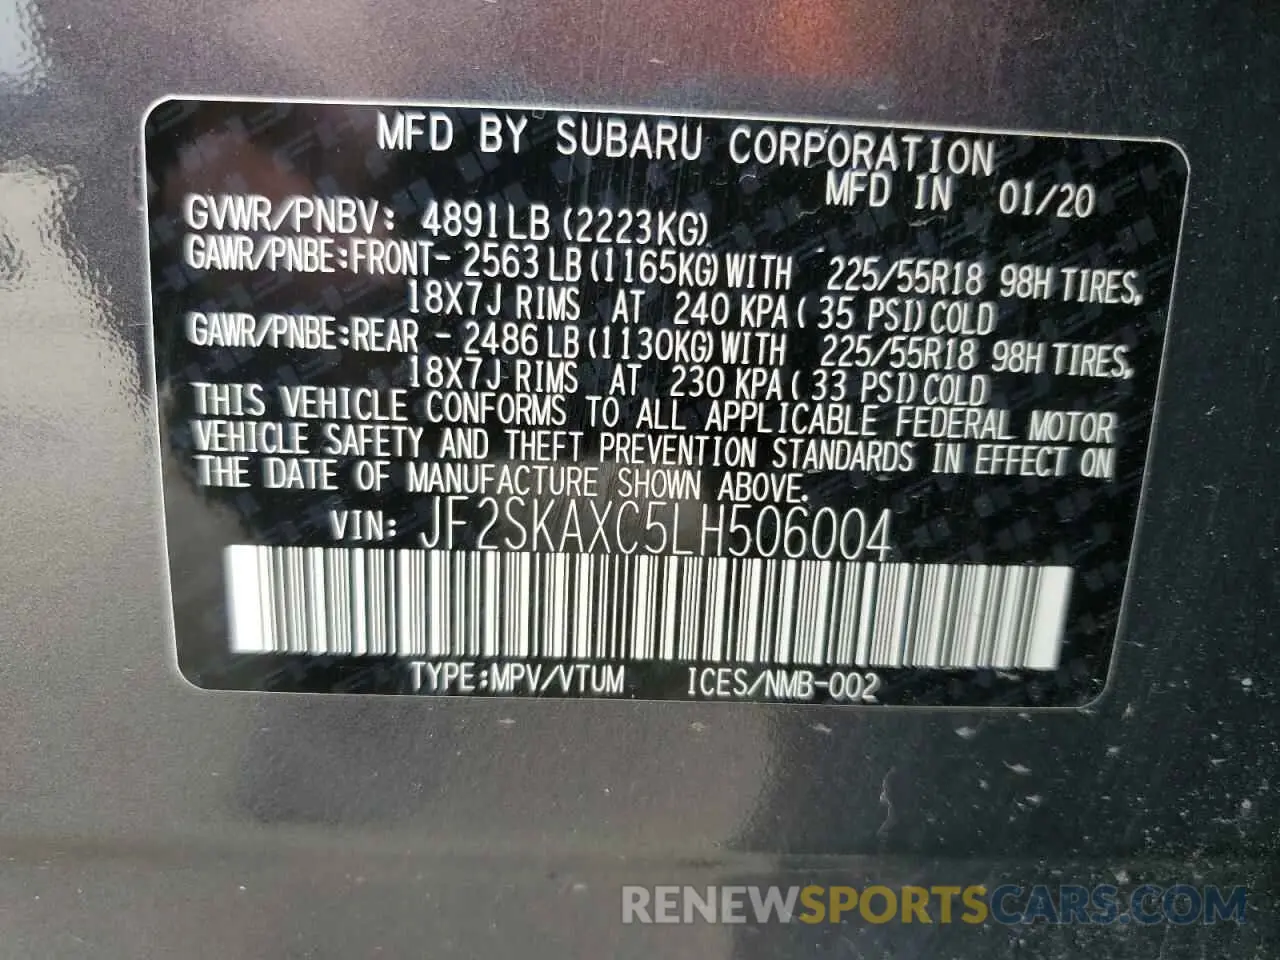 MFD BY SUBARU CORPORATION
MFD IN 01/20
GVWR/PNBV: 4891LB (2223KG)
GAWR/PNBE:FRONT- 2563LB (1165KG) WITH 225/55R18 98H TIRES,
18X7J RIMS AT 240 KPA ( 35 PSI) COLD
GAWR/PNBE:REAR - 2486LB (1130KG) WITH 225/55R18 98H TIRES,
18X7J RIMS AT 230 KPA ( 33 PSI) COLD
THIS VEHICLE CONFORMS TO ALL APPLICABLE FEDERAL MOTOR
VEHICLE SAFETY AND THEFT PREVENTION STANDARDS IN EFFECT ON
THE DATE OF MANUFACTURE SHOWN ABOVE.
VIN: JF2SKAXC5LH506004
TYPE:MPV/VTUM ICES/NMB-002
RENEWSPORTSCARS.COM